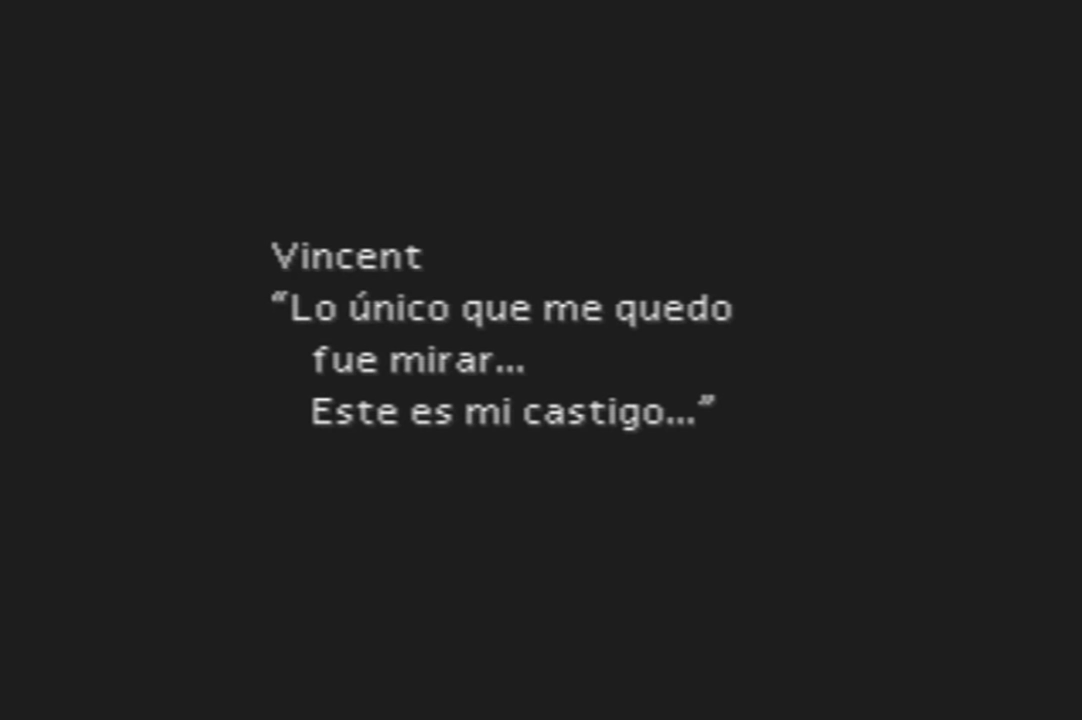 Vincent
“Lo único que me quedo
fue mirar...
Este es mi castigo...”